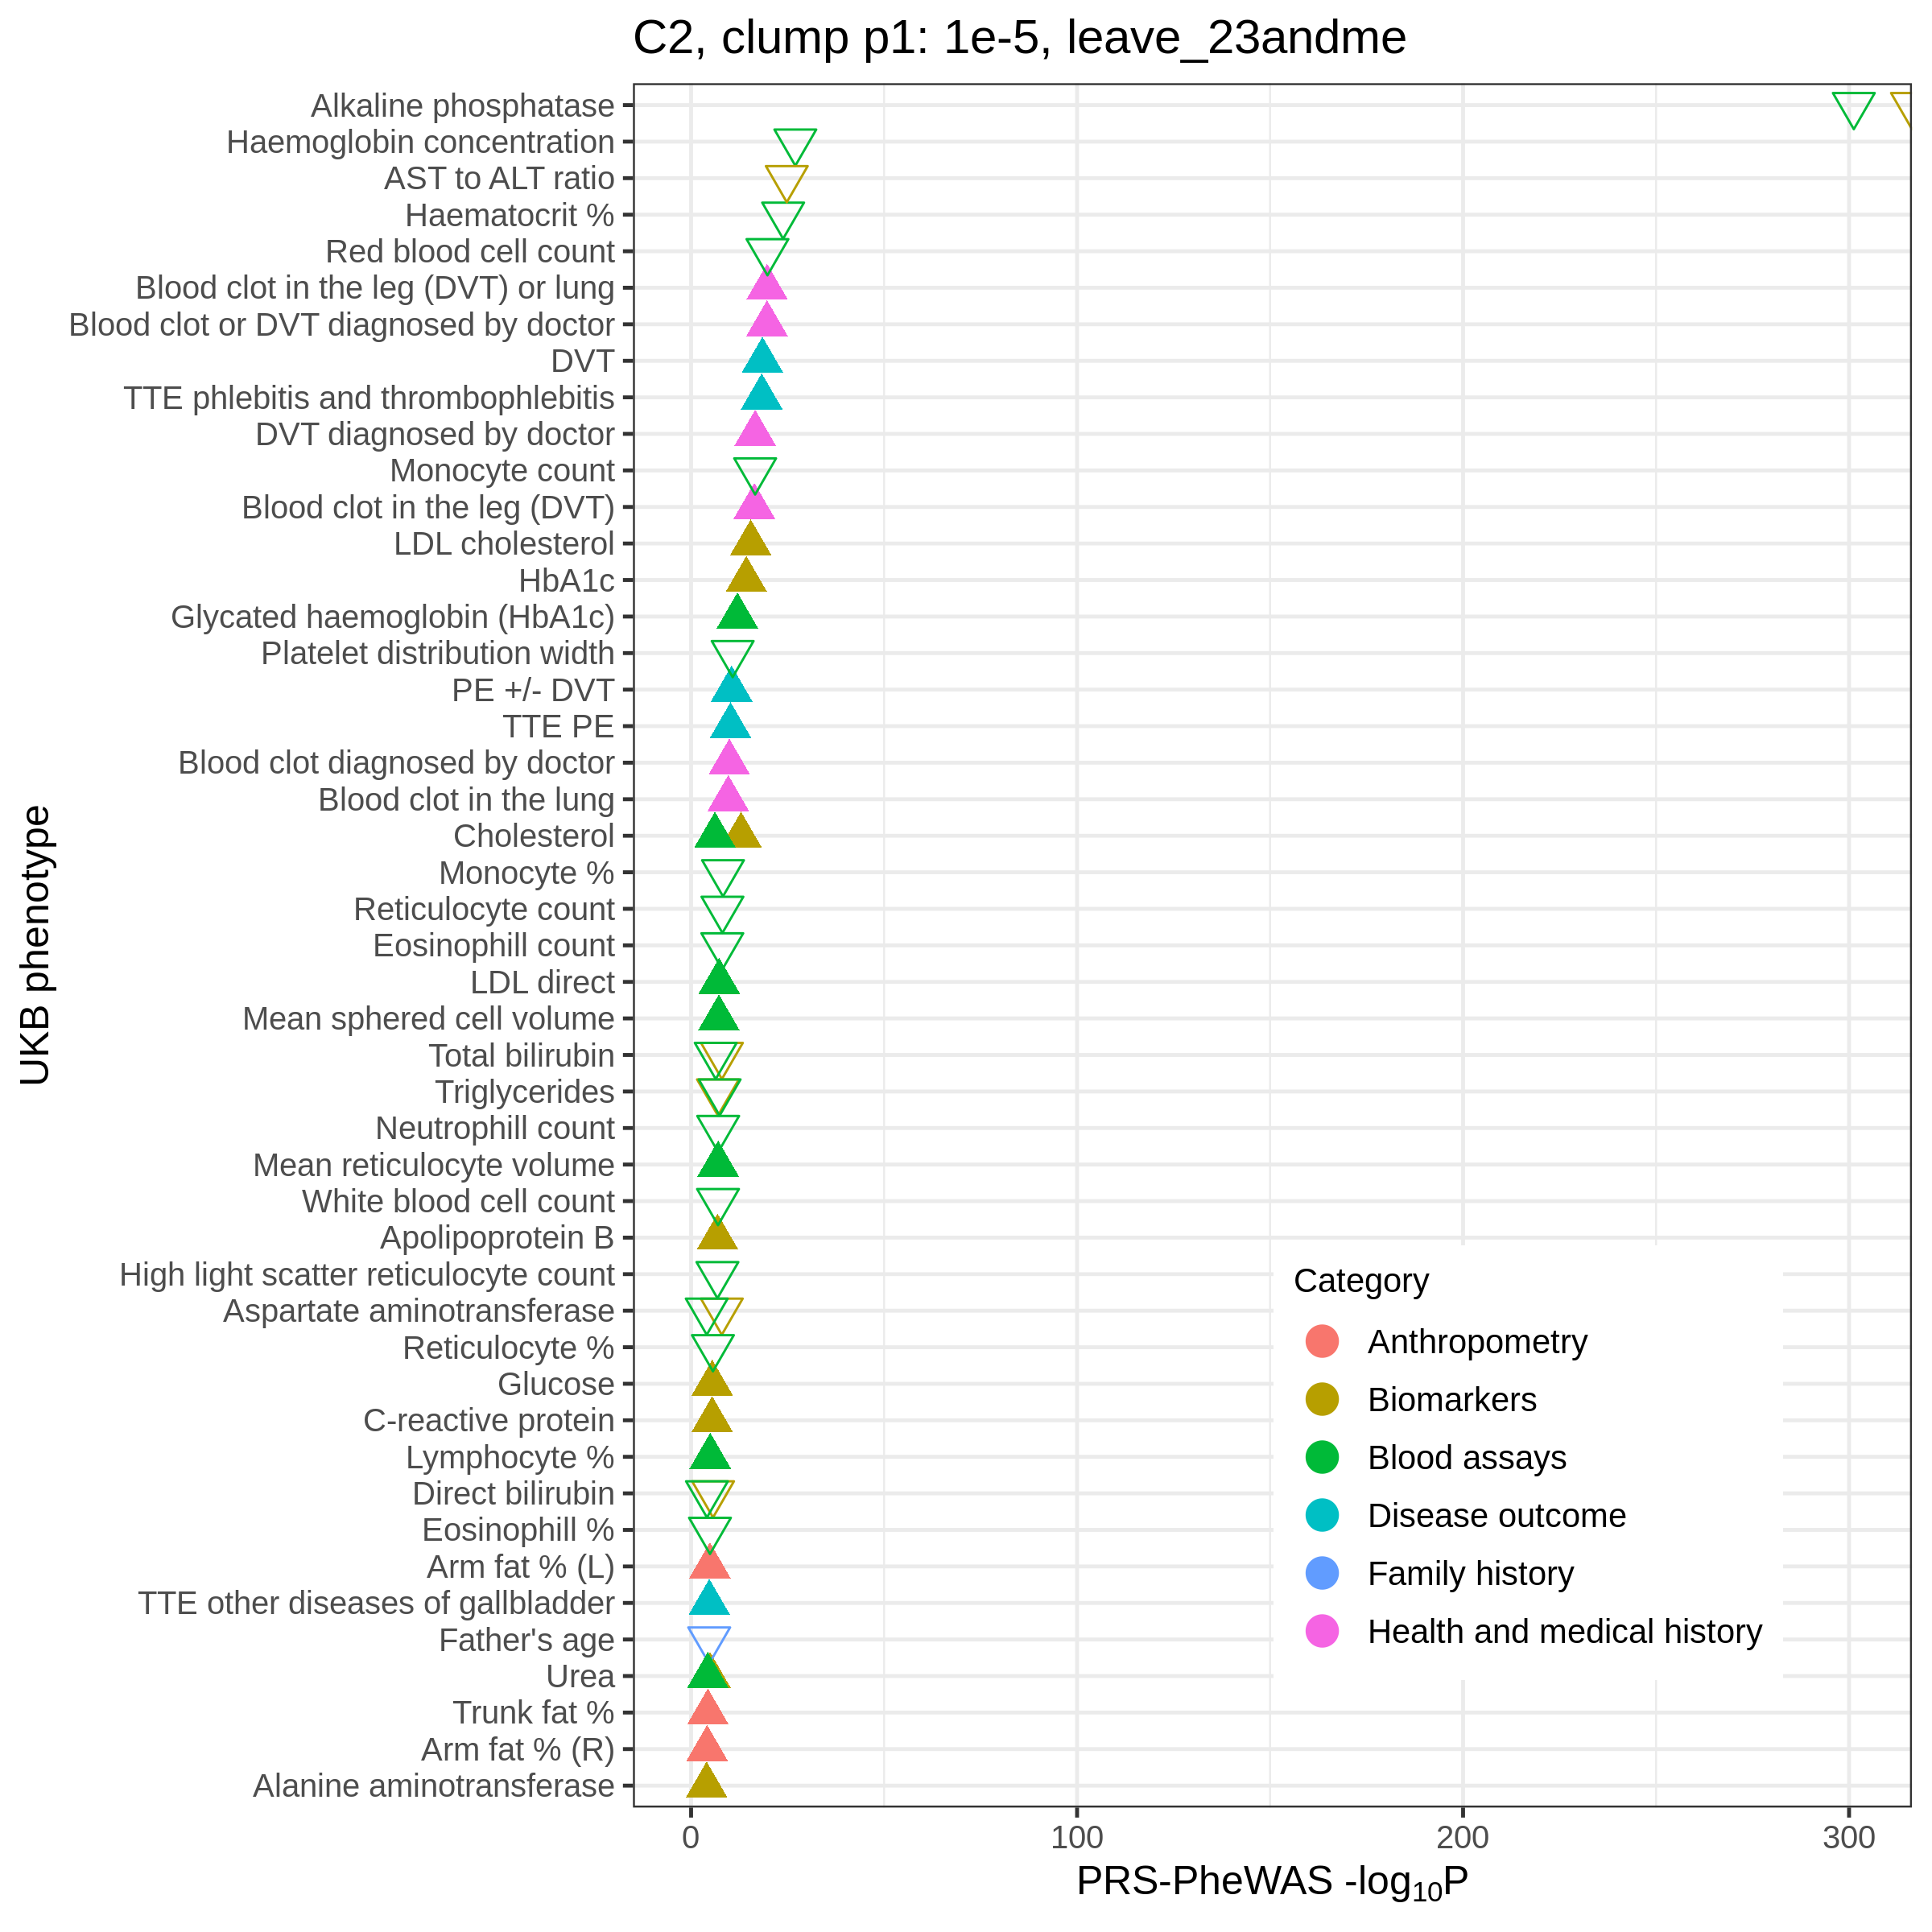 C2, clump p1: 1e-5, leave_23andme
Alkaline phosphatase
Haemoglobin concentration
AST to ALT ratio
Haematocrit %
Red blood cell count
Blood clot in the leg (DVT) or lung
Blood clot or DVT diagnosed by doctor
DVT
TTE phlebitis and thrombophlebitis
DVT diagnosed by doctor
Monocyte count
Blood clot in the leg (DVT)
LDL cholesterol
HbA1c
Glycated haemoglobin (HbA1c)
Platelet distribution width
PE +/- DVT
TTE PE
Blood clot diagnosed by doctor
Blood clot in the lung
Cholesterol
Monocyte %
Reticulocyte count
Eosinophill count
LDL direct
Mean sphered cell volume
Total bilirubin
Triglycerides
Neutrophill count
Mean reticulocyte volume
White blood cell count
Apolipoprotein B
High light scatter reticulocyte count
Aspartate aminotransferase
Reticulocyte %
Glucose
C-reactive protein
Lymphocyte %
Direct bilirubin
Eosinophill %
Arm fat % (L)
TTE other diseases of gallbladder
Father's age
Urea
Trunk fat %
Arm fat % (R)
Alanine aminotransferase
UKB phenotype
Category
Anthropometry
Biomarkers
Blood assays
Disease outcome
Family history
Health and medical history
0 100 200 300
PRS-PheWAS -log₁₀P